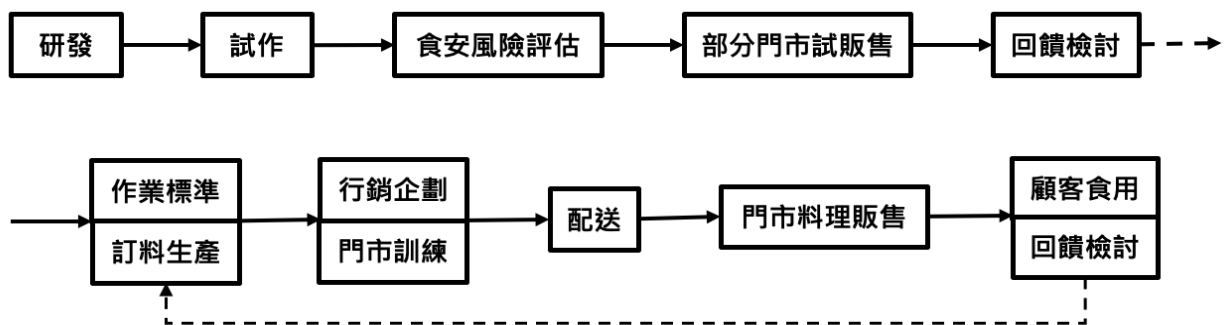 研發
試作
食安風險評估
部分門市試販售
回饋檢討
作業標準
訂料生產
行銷企劃
門市訓練
配送
門市料理販售
顧客食用
回饋檢討